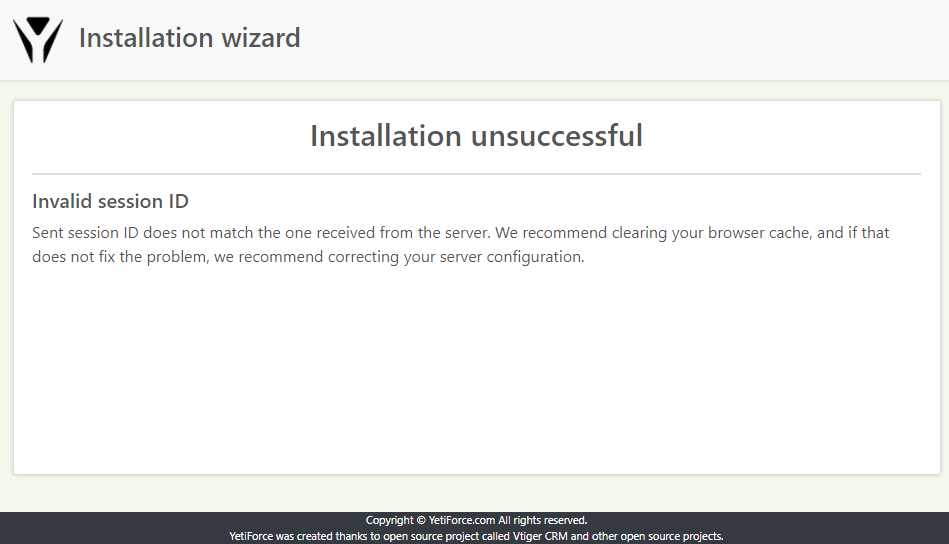 Installation wizard
Installation unsuccessful
Invalid session ID
Sent session ID does not match the one received from the server. We recommend clearing your browser cache, and if that
does not fix the problem, we recommend correcting your server configuration.
Copyright © YetiForce.com All rights reserved.
YetiForce was created thanks to open source project called Vtiger CRM and other open source projects.